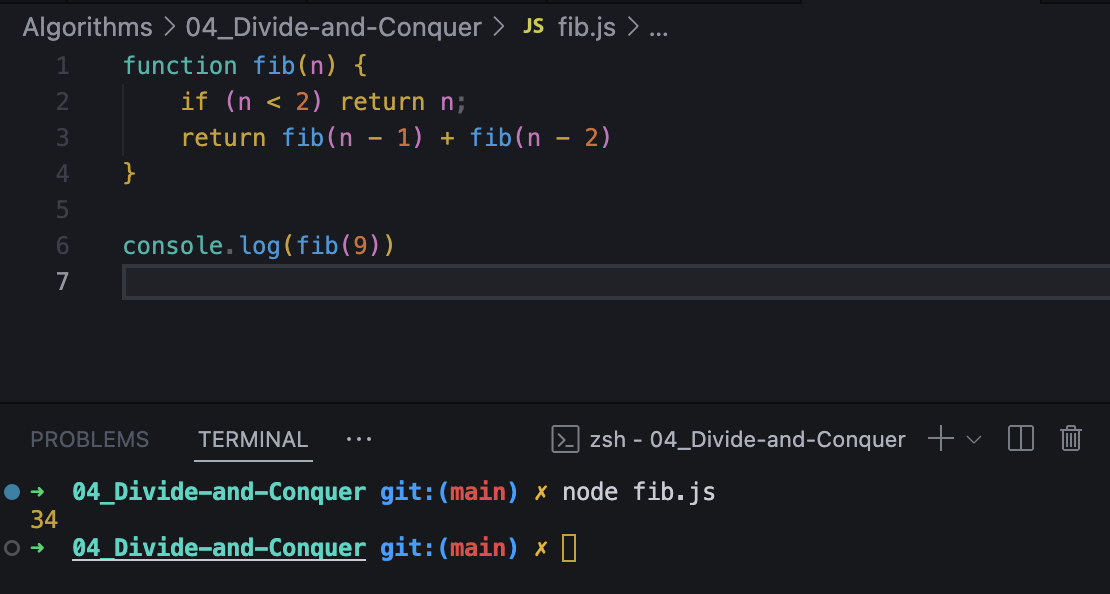 Algorithms > 04_Divide-and-Conquer > JS fib.js > ...
1 function fib(n) {
2     if (n < 2) return n;
3     return fib(n - 1) + fib(n - 2)
4 }
5
6 console.log(fib(9))
7
PROBLEMS TERMINAL ... zsh - 04_Divide-and-Conquer
➜ 04_Divide-and-Conquer git:(main) ✗ node fib.js
34
➜ 04_Divide-and-Conquer git:(main) ✗